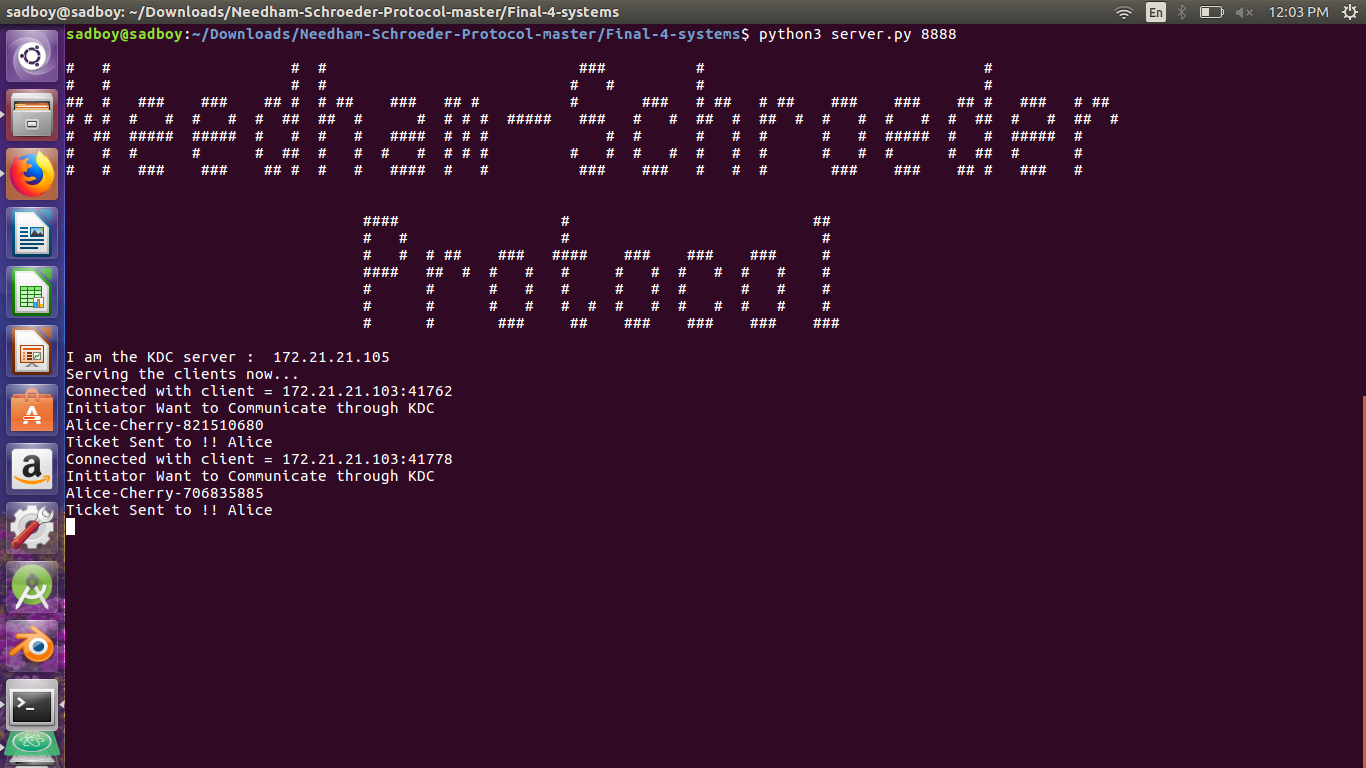 sadboy@sadboy: ~/Downloads/Needham-Schroeder-Protocol-master/Final-4-systems
En
12:03 PM
sadboy@sadboy:~/Downloads/Needham-Schroeder-Protocol-master/Final-4-systems$ python3 server.py 8888
Needham-Schroeder
Protocol
I am the KDC server :  172.21.21.105
Serving the clients now...
Connected with client = 172.21.21.103:41762
Initiator Want to Communicate through KDC
Alice-Cherry-821510680
Ticket Sent to !! Alice
Connected with client = 172.21.21.103:41778
Initiator Want to Communicate through KDC
Alice-Cherry-706835885
Ticket Sent to !! Alice